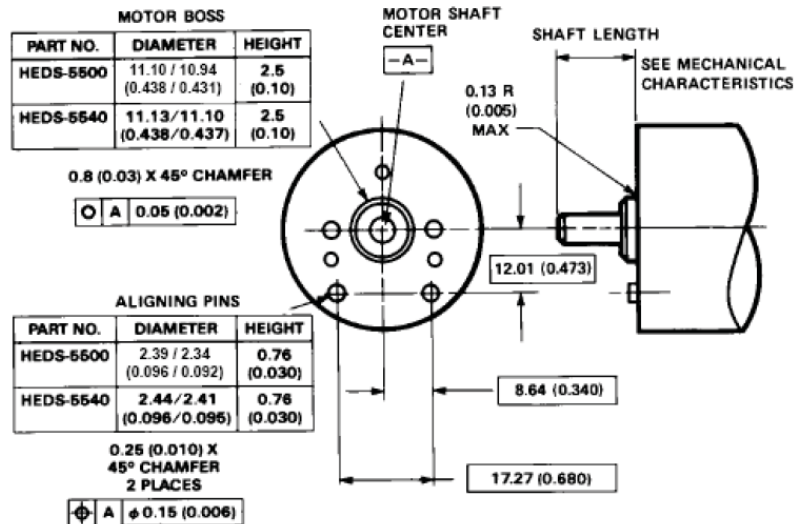 MOTOR BOSS
PART NO. DIAMETER HEIGHT
HEDS-5500 11.10 / 10.94 (0.438 / 0.431) 2.5 (0.10)
HEDS-5540 11.13/11.10 (0.438/0.437) 2.5 (0.10)
0.8 (0.03) X 45° CHAMFER
A 0.05 (0.002)
MOTOR SHAFT
CENTER
–A–
SHAFT LENGTH
SEE MECHANICAL
CHARACTERISTICS
0.13 R
(0.005)
MAX
12.01 (0.473)
ALIGNING PINS
PART NO. DIAMETER HEIGHT
HEDS-5500 2.39 / 2.34 (0.096 / 0.092) 0.76 (0.030)
HEDS-5540 2.44/2.41 (0.096/0.095) 0.76 (0.030)
0.25 (0.010) X
45° CHAMFER
2 PLACES
A ϕ 0.15 (0.006)
8.64 (0.340)
17.27 (0.680)